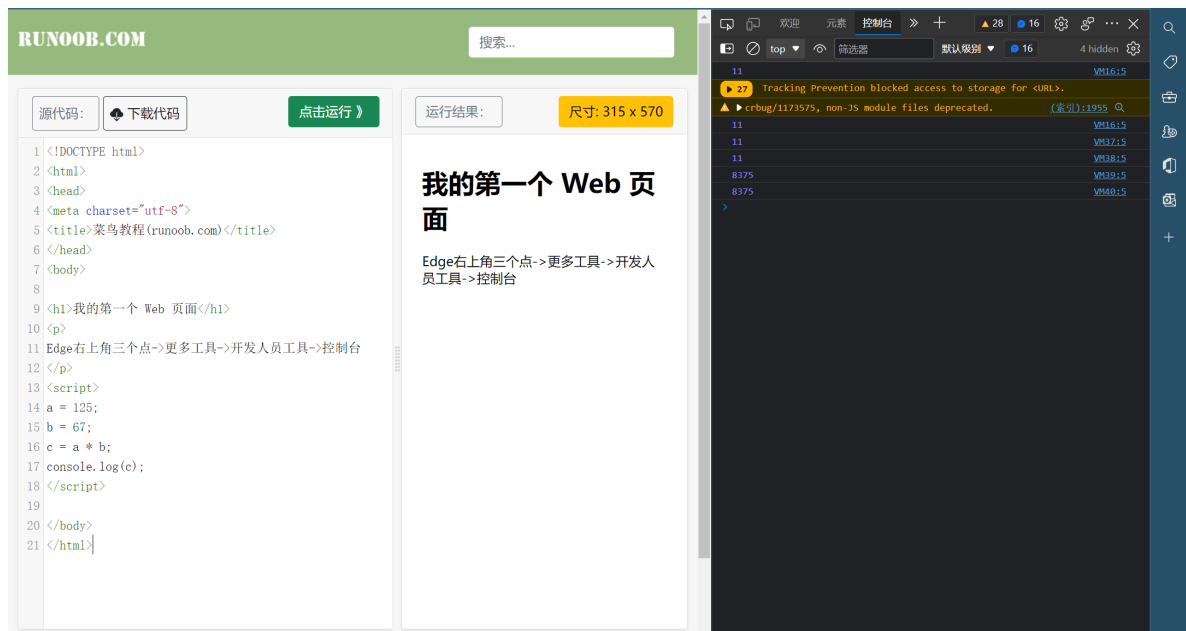 RUNOOB.COM
搜索...
源代码:
下载代码
点击运行 》
运行结果:
尺寸: 315 x 570
1 <!DOCTYPE html>
2 <html>
3 <head>
4 <meta charset="utf-8">
5 <title>菜鸟教程(runoob.com)</title>
6 </head>
7 <body>
8
9 <h1>我的第一个 Web 页面</h1>
10 <p>
11 Edge右上角三个点->更多工具->开发人员工具->控制台
12 </p>
13 <script>
14 a = 125;
15 b = 67;
16 c = a * b;
17 console.log(c);
18 </script>
19
20 </body>
21 </html>
我的第一个 Web 页
面
Edge右上角三个点->更多工具->开发人
员工具->控制台
欢迎 元素 控制台 28 16
top ▼ 筛选器 默认级别 ▼ 16 4 hidden
11 VM16:5
27 Tracking Prevention blocked access to storage for <URL>.
crbug/1173575, non-JS module files deprecated. (索引):1955
11 VM16:5
11 VM37:5
11 VM38:5
8375 VM39:5
8375 VM40:5